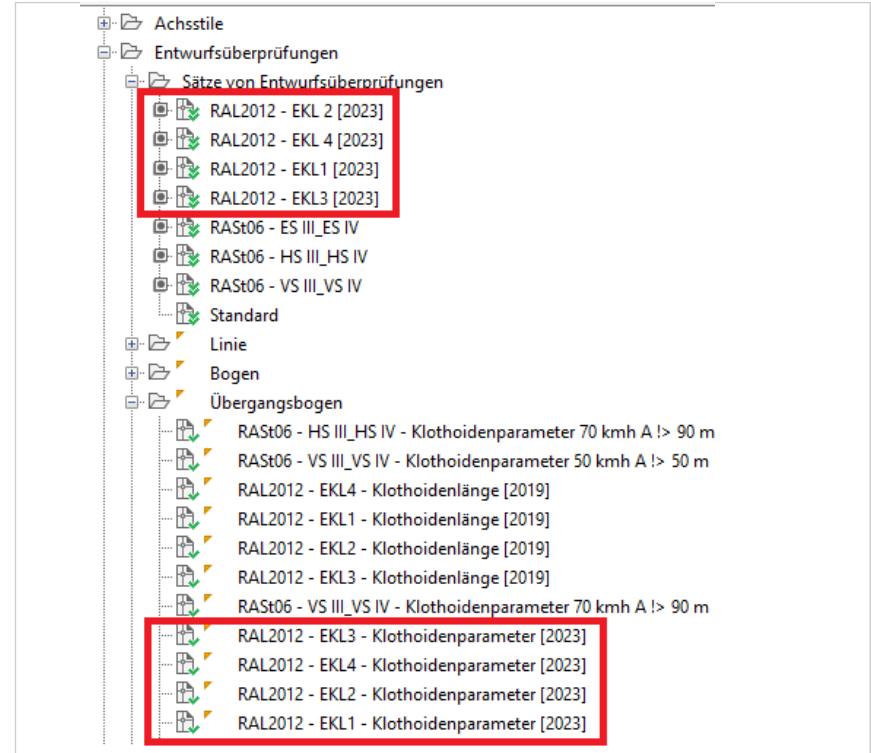 Achsstile
Entwurfsüberprüfungen
Sätze von Entwurfsüberprüfungen
RAL2012 - EKL 2 [2023]
RAL2012 - EKL 4 [2023]
RAL2012 - EKL1 [2023]
RAL2012 - EKL3 [2023]
RASt06 - ES III_ES IV
RASt06 - HS III_HS IV
RASt06 - VS III_VS IV
Standard
Linie
Bogen
Übergangsbogen
RASt06 - HS III_HS IV - Klothoidenparameter 70 kmh A !> 90 m
RASt06 - VS III_VS IV - Klothoidenparameter 50 kmh A !> 50 m
RAL2012 - EKL4 - Klothoidenlänge [2019]
RAL2012 - EKL1 - Klothoidenlänge [2019]
RAL2012 - EKL2 - Klothoidenlänge [2019]
RAL2012 - EKL3 - Klothoidenlänge [2019]
RASt06 - VS III_VS IV - Klothoidenparameter 70 kmh A !> 90 m
RAL2012 - EKL3 - Klothoidenparameter [2023]
RAL2012 - EKL4 - Klothoidenparameter [2023]
RAL2012 - EKL2 - Klothoidenparameter [2023]
RAL2012 - EKL1 - Klothoidenparameter [2023]